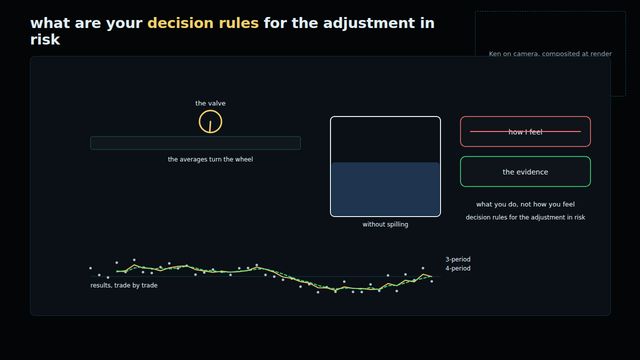 what are your decision rules for the adjustment in
risk
Ken on camera, composited at render
the valve
the averages turn the wheel
without spilling
how I feel
the evidence
what you do, not how you feel
decision rules for the adjustment in risk
3-period
4-period
results, trade by trade